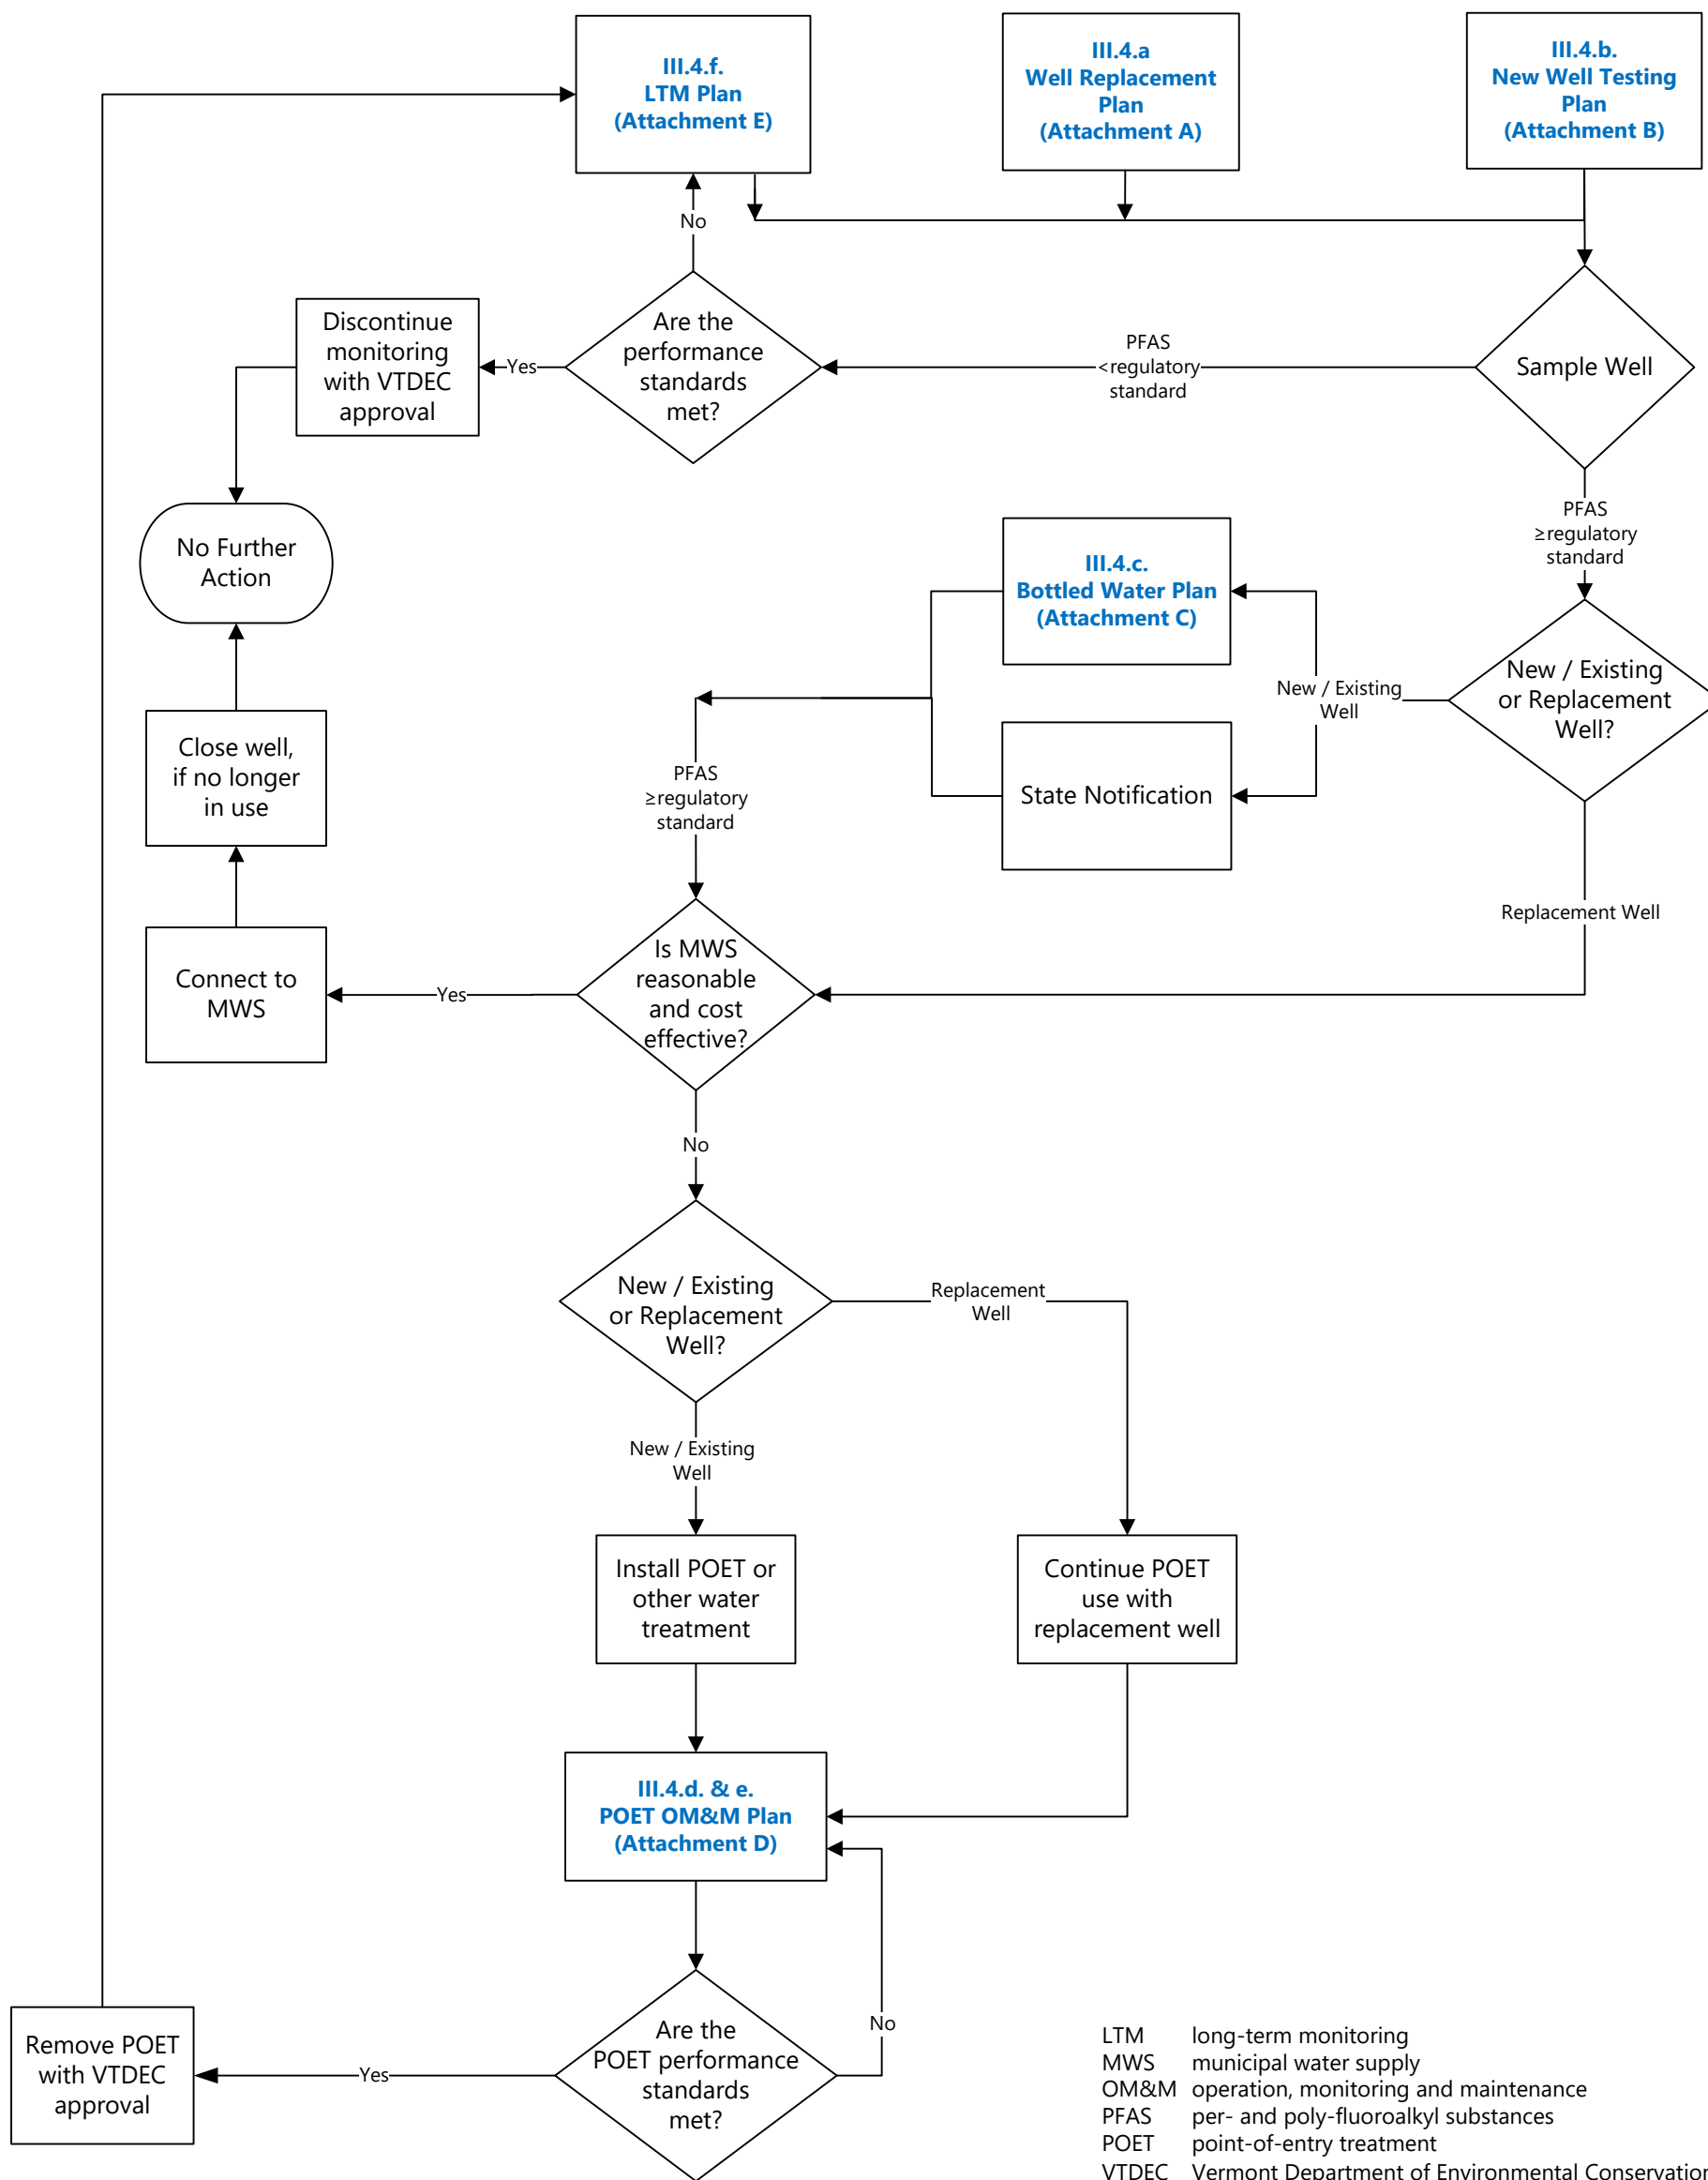 III.4.f.
LTM Plan
(Attachment E)
III.4.a
Well Replacement
Plan
(Attachment A)
III.4.b.
New Well Testing
Plan
(Attachment B)
No
Discontinue
monitoring
with VTDEC
approval
Yes
Are the
performance
standards
met?
PFAS
<regulatory
standard
Sample Well
PFAS
≥regulatory
standard
No Further
Action
III.4.c.
Bottled Water Plan
(Attachment C)
New / Existing
Well
New / Existing
or Replacement
Well?
State Notification
Close well,
if no longer
in use
PFAS
≥regulatory
standard
Replacement Well
Connect to
MWS
Yes
Is MWS
reasonable
and cost
effective?
No
New / Existing
or Replacement
Well?
Replacement
Well
New / Existing
Well
Install POET or
other water
treatment
Continue POET
use with
replacement well
III.4.d. & e.
POET OM&M Plan
(Attachment D)
No
Remove POET
with VTDEC
approval
Yes
Are the
POET performance
standards
met?
LTM long-term monitoring
MWS municipal water supply
OM&M operation, monitoring and maintenance
PFAS per- and poly-fluoroalkyl substances
POET point-of-entry treatment
VTDEC Vermont Department of Environmental Conservation